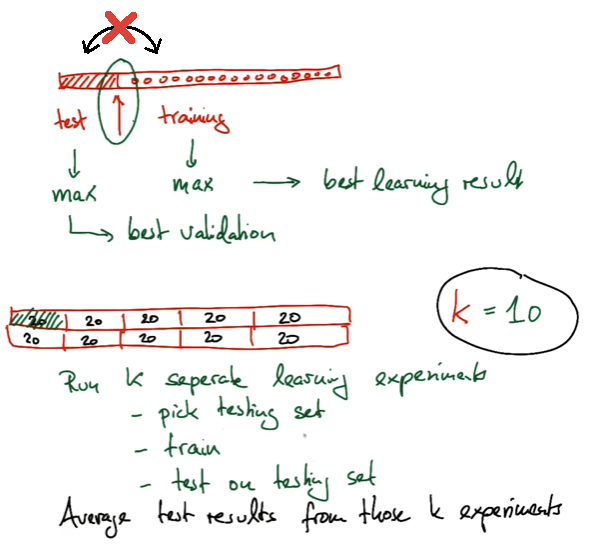 test training
max max → best learning result
best validation
20 20 20 20 20
20 20 20 20 20
k = 10
Run k seperate learning experiments
- pick testing set
- train
- test on testing set
Average test results from those k experiments